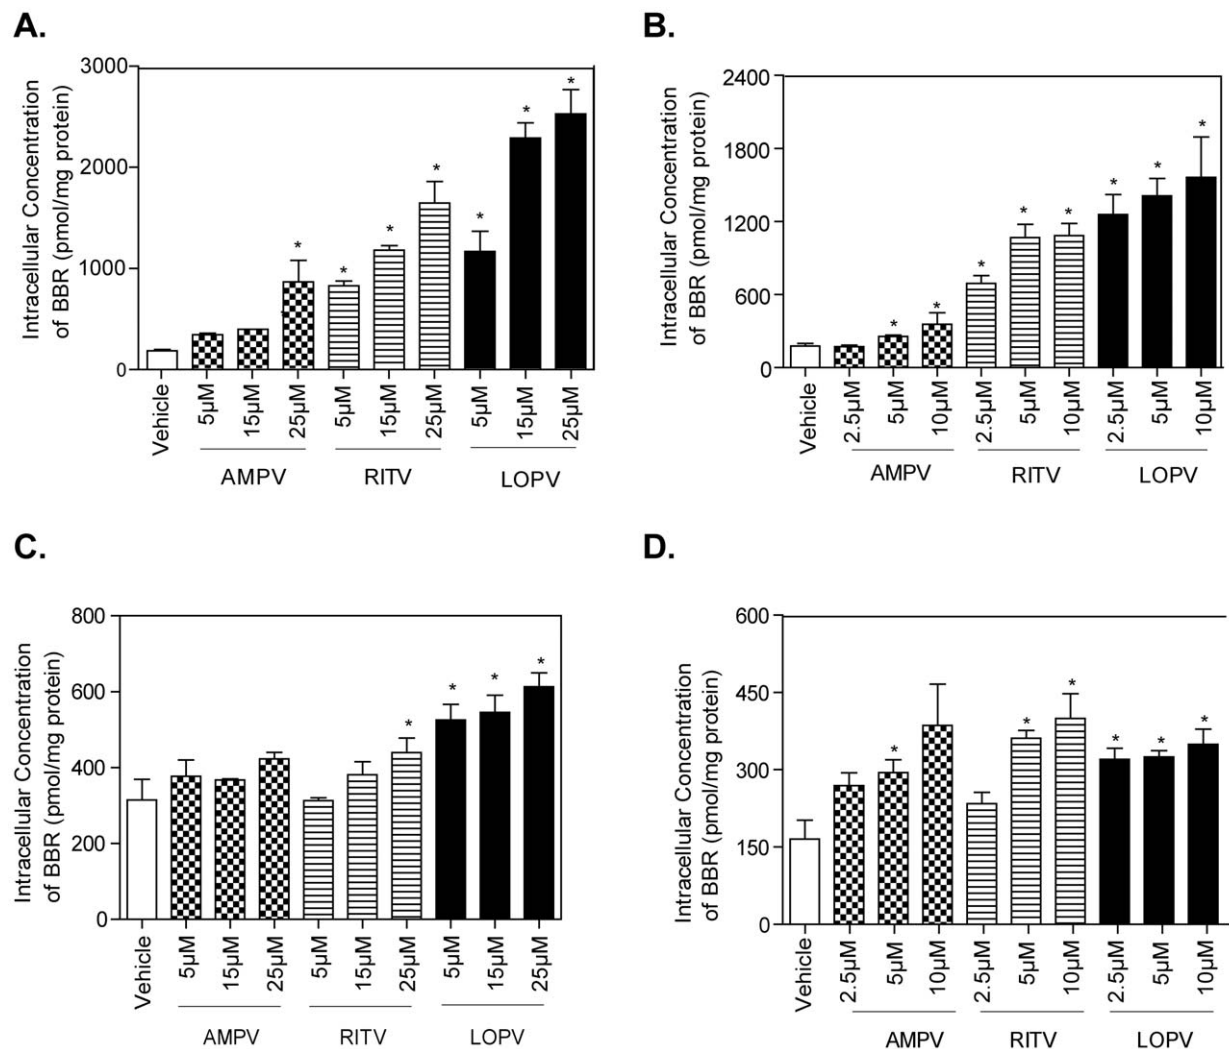 A.
Intracellular Concentration
of BBR (pmol/mg protein)
3000
2000
1000
0
* * * * * * *
Vehicle 5µM 15µM 25µM 5µM 15µM 25µM 5µM 15µM 25µM
AMPV RITV LOPV
B.
Intracellular Concentration
of BBR (pmol/mg protein)
2400
1800
1200
600
0
* * * * * * * *
Vehicle 2.5µM 5µM 10µM 2.5µM 5µM 10µM 2.5µM 5µM 10µM
AMPV RITV LOPV
C.
Intracellular Concentration
of BBR (pmol/mg protein)
800
600
400
200
0
* * * *
Vehicle 5µM 15µM 25µM 5µM 15µM 25µM 5µM 15µM 25µM
AMPV RITV LOPV
D.
Intracellular Concentration
of BBR (pmol/mg protein)
600
450
300
150
0
* * * * * *
Vehicle 2.5µM 5µM 10µM 2.5µM 5µM 10µM 2.5µM 5µM 10µM
AMPV RITV LOPV